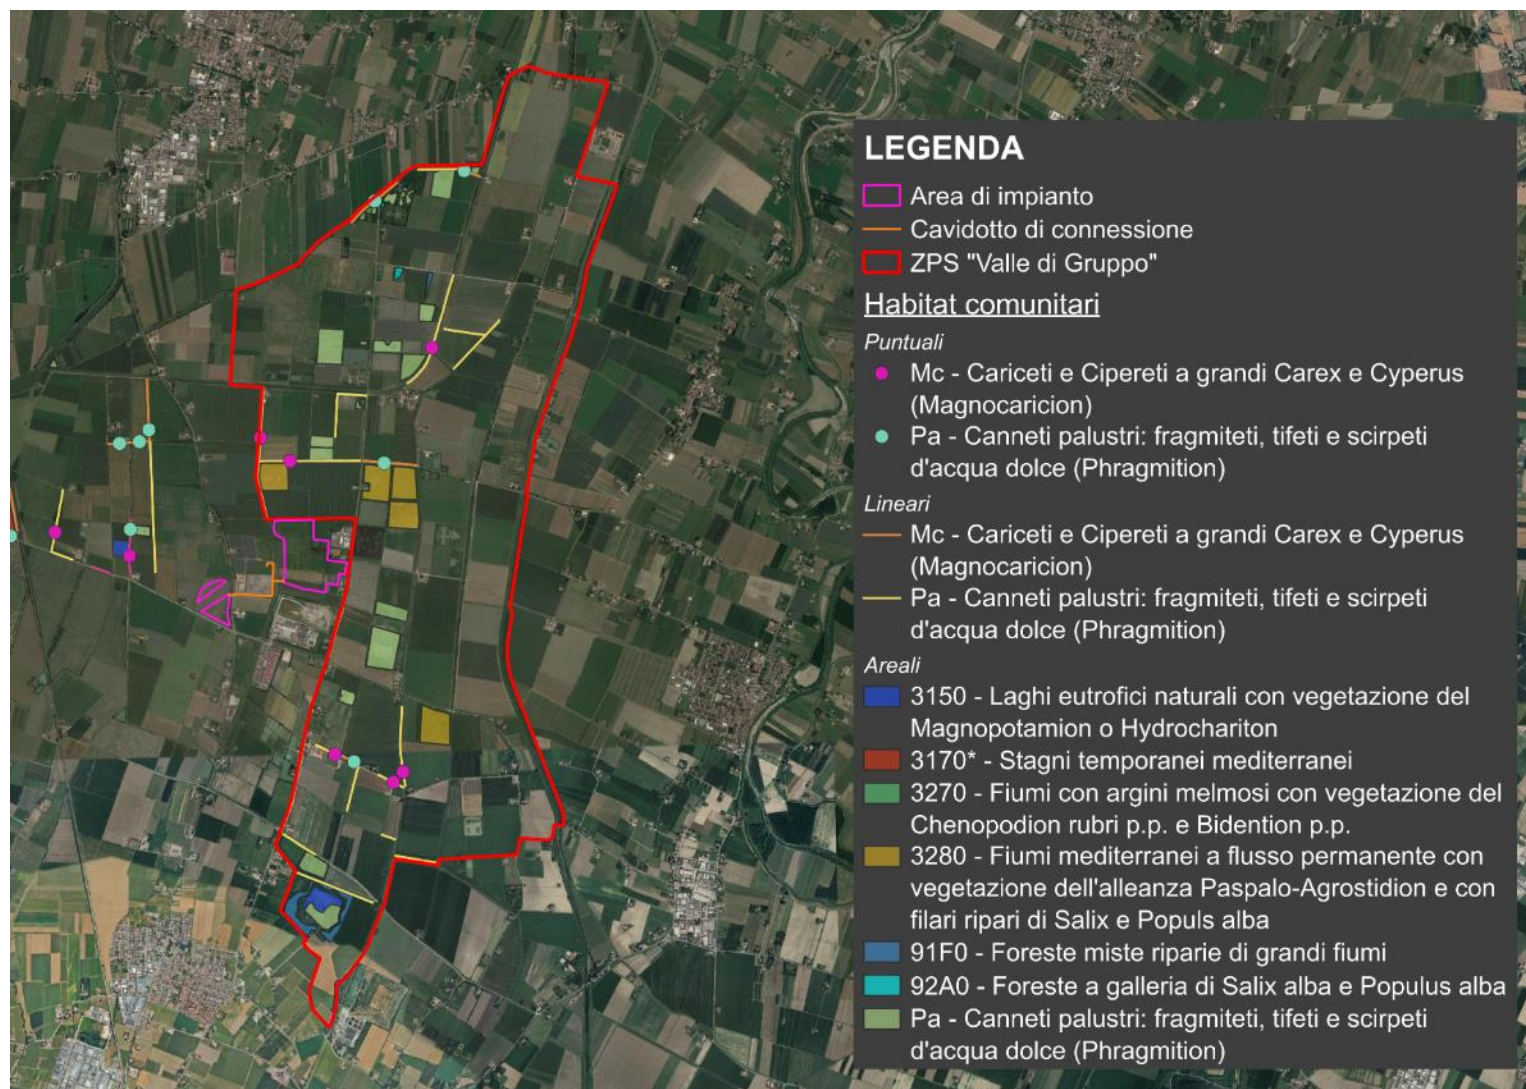 LEGENDA
Area di impianto
Cavidotto di connessione
ZPS "Valle di Gruppo"
Habitat comunitari
Puntuali
Mc - Cariceti e Cipereti a grandi Carex e Cyperus
(Magnocaricion)
Pa - Canneti palustri: fragmiteti, tifeti e scirpeti
d'acqua dolce (Phragmition)
Lineari
Mc - Cariceti e Cipereti a grandi Carex e Cyperus
(Magnocaricion)
Pa - Canneti palustri: fragmiteti, tifeti e scirpeti
d'acqua dolce (Phragmition)
Areali
3150 - Laghi eutrofici naturali con vegetazione del
Magnopotamion o Hydrochariton
3170* - Stagni temporanei mediterranei
3270 - Fiumi con argini melmosi con vegetazione del
Chenopodion rubri p.p. e Bidention p.p.
3280 - Fiumi mediterranei a flusso permanente con
vegetazione dell'alleanza Paspalo-Agrostidion e con
filari ripari di Salix e Populs alba
91F0 - Foreste miste riparie di grandi fiumi
92A0 - Foreste a galleria di Salix alba e Populus alba
Pa - Canneti palustri: fragmiteti, tifeti e scirpeti
d'acqua dolce (Phragmition)